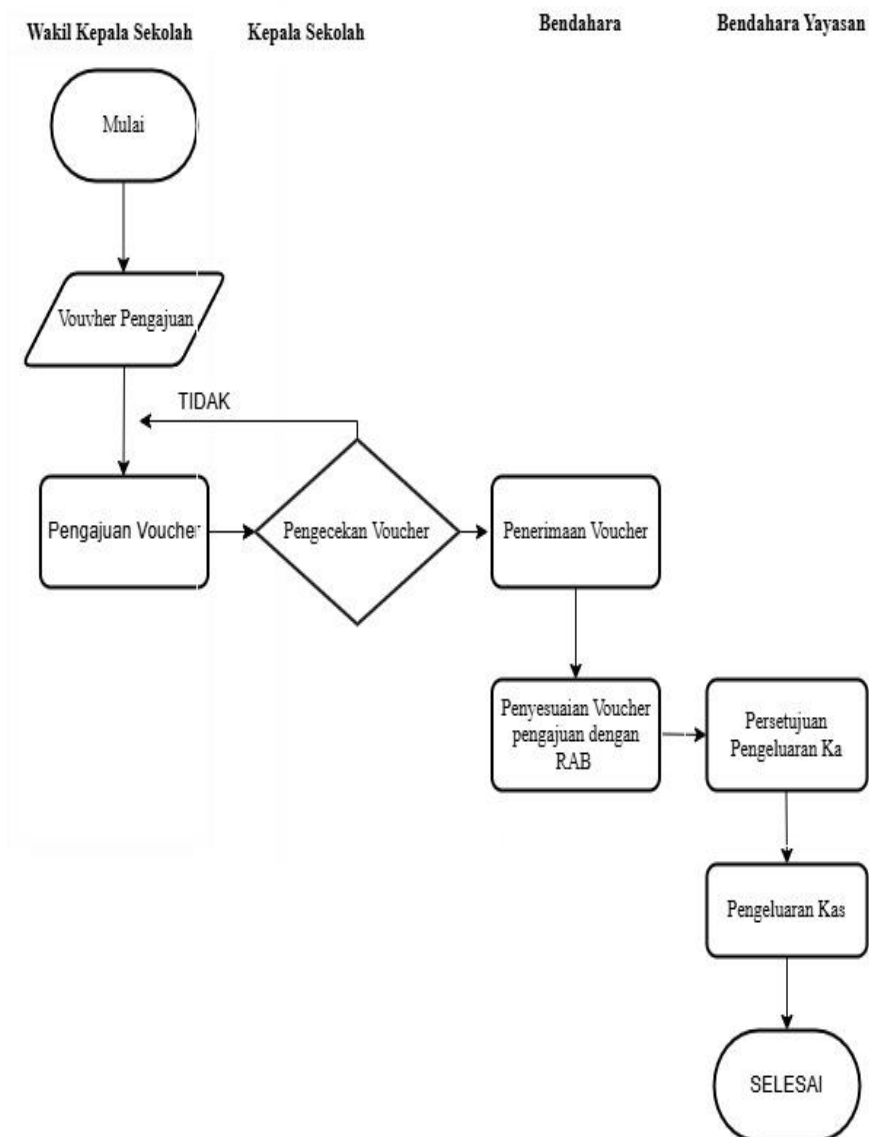 Wakil Kepala Sekolah
Kepala Sekolah
Bendahara
Bendahara Yayasan
Mulai
Vouvher Pengajuan
TIDAK
Pengajuan Voucher
Pengecekan Voucher
Penerimaan Voucher
Penyesuaian Voucher
pengajuan dengan
RAB
Persetujuan
Pengeluaran Ka
Pengeluaran Kas
SELESAI